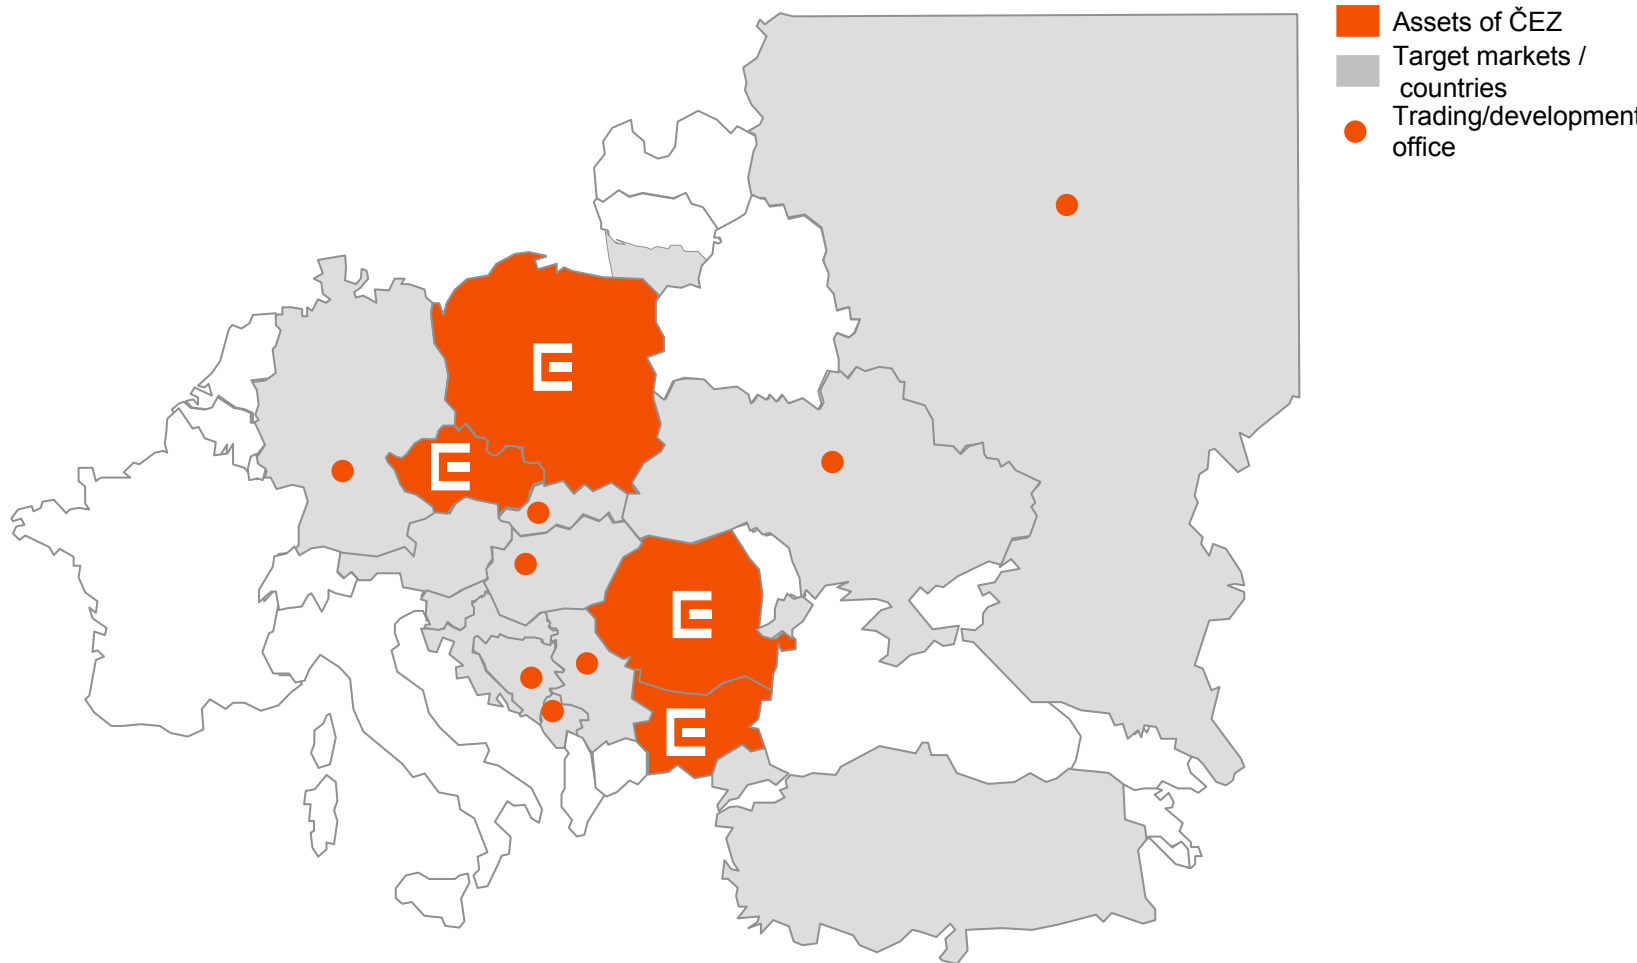 Assets of ČEZ
Target markets /
countries
Trading/development
office